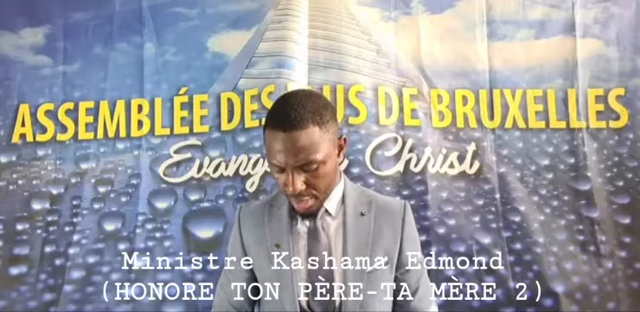 ASSEMBLÉE DES DE BRUXELLES
Christ
Ministre Kashama Edmond
(HONORE TON PÈRE-TA MÈRE 2)